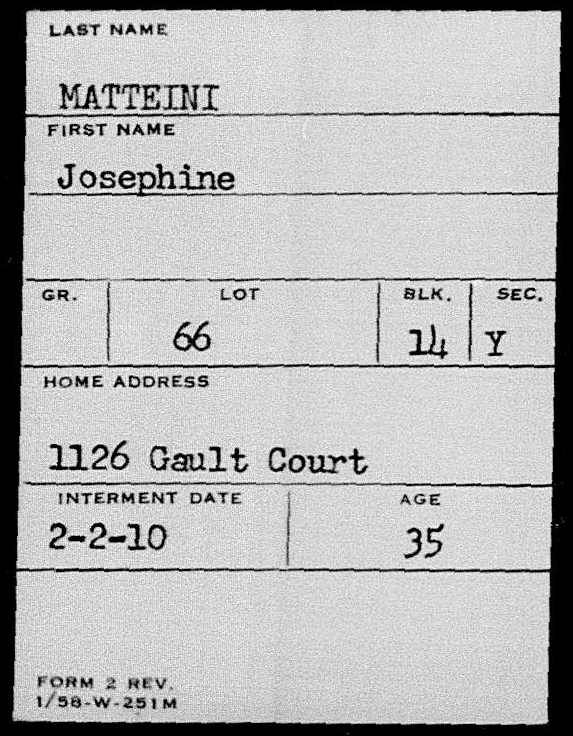 LAST NAME
MATTEINI
FIRST NAME
Josephine
GR. LOT BLK. SEC.
66 14 Y
HOME ADDRESS
1126 Gault Court
INTERMENT DATE AGE
2-2-10 35
FORM 2 REV.
1/58-W-251M